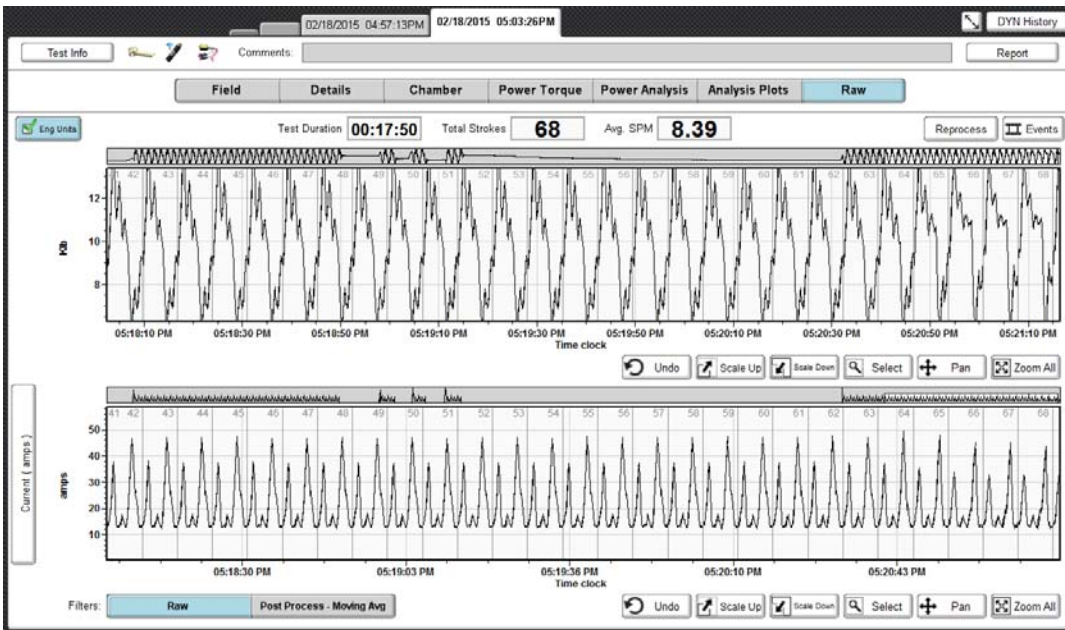 02/18/2015 04:57:13PM 02/18/2015 05:03:26PM DYN History
Test Info Comments: Report
Field Details Chamber Power Torque Power Analysis Analysis Plots Raw
Eng Units Test Duration 00:17:50 Total Strokes 68 Avg. SPM 8.39 Reprocess Events
42 43 44 45 46 47 48 49 50 51 52 53 54 55 56 57 58 59 60 61 62 63 64 65 66 67 68
12
10
8
Klb
05:18:10 PM 05:18:30 PM 05:18:50 PM 05:19:10 PM 05:19:30 PM 05:19:50 PM 05:20:10 PM 05:20:30 PM 05:20:50 PM 05:21:10 PM
Time clock
Undo Scale Up Scale Down Select Pan Zoom All
41 42 43 44 45 46 47 48 49 50 51 52 53 54 55 56 57 58 59 60 61 62 63 64 65 66 67 68
50
40
30
20
10
amps
Current ( amps )
05:18:30 PM 05:19:03 PM 05:19:36 PM 05:20:10 PM 05:20:43 PM
Time clock
Filters: Raw Post Process - Moving Avg Undo Scale Up Scale Down Select Pan Zoom All